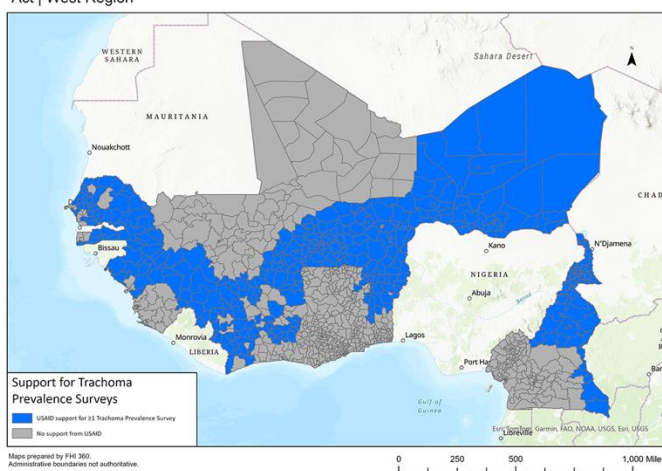 Act | West Region
WESTERN
SAHARA
Sahara Desert
N
MAURITANIA
Nouakchott
CHAD
Bissau
Kano
N'Djamena
NIGERIA
Abuja
Benue
Monrovia
LIBERIA
Lagos
Port Har
Gulf of
Guinea
Libreville
Esri, TomTom, Garmin, FAO, NOAA, USGS, Esri, USGS
Support for Trachoma
Prevalence Surveys
USAID support for ≥1 Trachoma Prevalence Survey
No support from USAID
Maps prepared by FHI 360.
Administrative boundaries not authoritative.
0 250 500 1,000 Miles